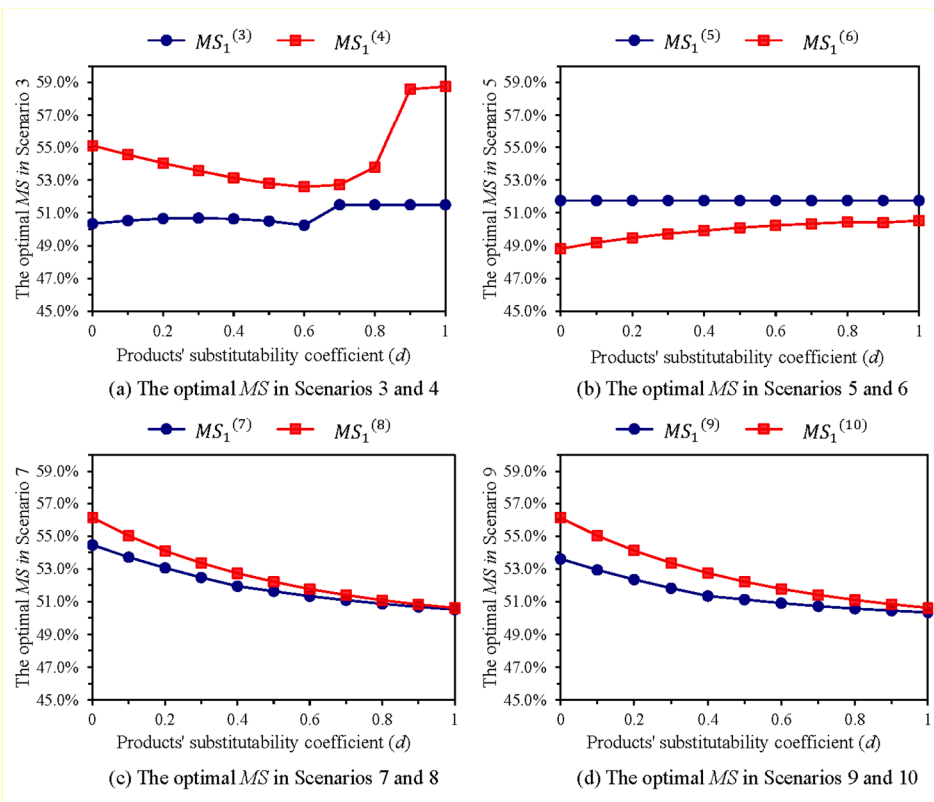 MS₁⁽³⁾ MS₁⁽⁴⁾
The optimal MS in Scenario 3
59.0%
57.0%
55.0%
53.0%
51.0%
49.0%
47.0%
45.0%
0 0.2 0.4 0.6 0.8 1
Products' substitutability coefficient (d)
(a) The optimal MS in Scenarios 3 and 4
MS₁⁽⁵⁾ MS₁⁽⁶⁾
The optimal MS in Scenario 5
59.0%
57.0%
55.0%
53.0%
51.0%
49.0%
47.0%
45.0%
0 0.2 0.4 0.6 0.8 1
Products' substitutability coefficient (d)
(b) The optimal MS in Scenarios 5 and 6
MS₁⁽⁷⁾ MS₁⁽⁸⁾
The optimal MS in Scenario 7
59.0%
57.0%
55.0%
53.0%
51.0%
49.0%
47.0%
45.0%
0 0.2 0.4 0.6 0.8 1
Products' substitutability coefficient (d)
(c) The optimal MS in Scenarios 7 and 8
MS₁⁽⁹⁾ MS₁⁽¹⁰⁾
The optimal MS in Scenario 9
59.0%
57.0%
55.0%
53.0%
51.0%
49.0%
47.0%
45.0%
0 0.2 0.4 0.6 0.8 1
Products' substitutability coefficient (d)
(d) The optimal MS in Scenarios 9 and 10